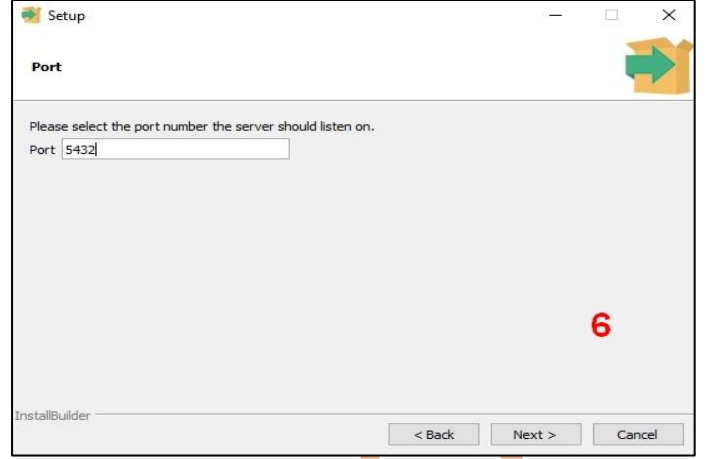 Setup
Port
Please select the port number the server should listen on.
Port 5432
6
InstallBuilder
< Back Next > Cancel